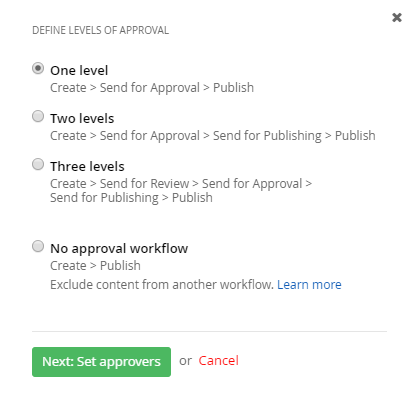 DEFINE LEVELS OF APPROVAL
One level
Create > Send for Approval > Publish
Two levels
Create > Send for Approval > Send for Publishing > Publish
Three levels
Create > Send for Review > Send for Approval >
Send for Publishing > Publish
No approval workflow
Create > Publish
Exclude content from another workflow. Learn more
Next: Set approvers or Cancel